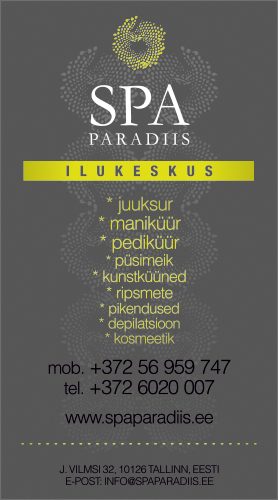 SPA
PARADIIS
ILUKESKUS
* juuksur
* maniküür
* pediküür
* püsimeik
* kunstküüned
* ripsmete
* pikendused
* depilatsioon
* kosmeetik
mob. +372 56 959 747
tel. +372 6020 007
www.spaparadiis.ee
J. VILMSI 32, 10126 TALLINN, EESTI
E-POST: INFO@SPAPARADIIS.EE